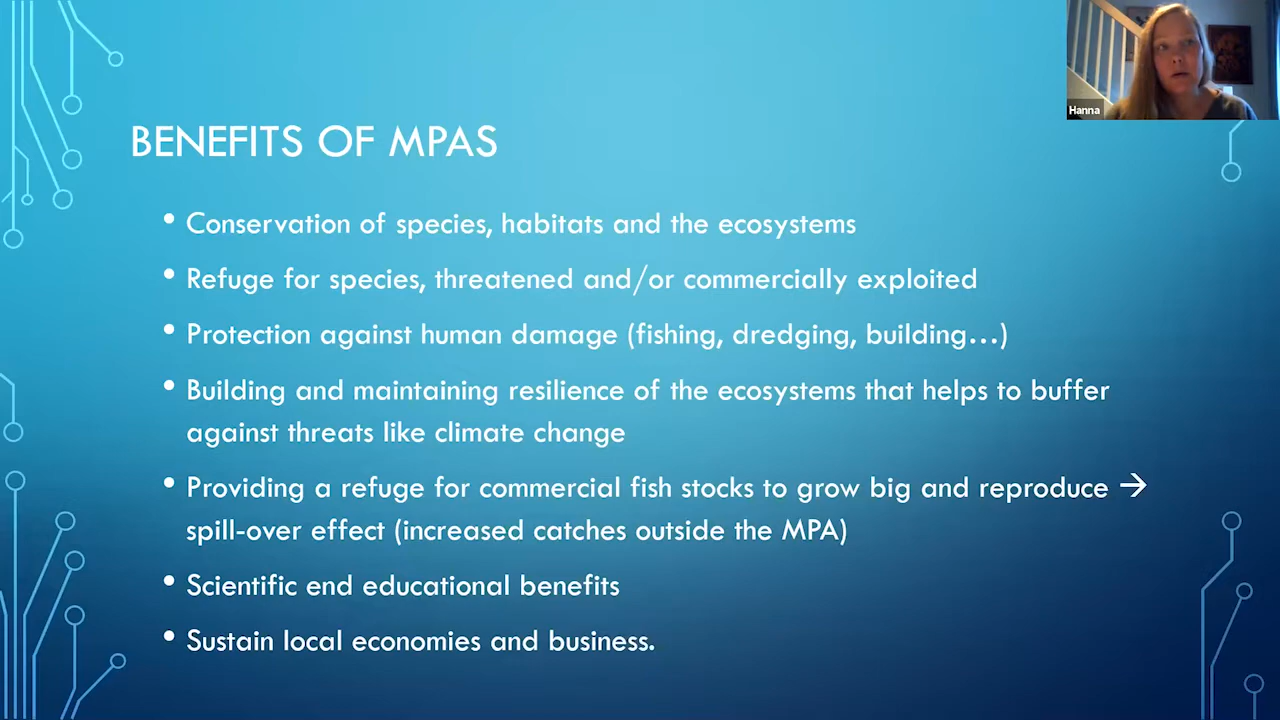 Hanna
BENEFITS OF MPAS
• Conservation of species, habitats and the ecosystems
• Refuge for species, threatened and/or commercially exploited
• Protection against human damage (fishing, dredging, building…)
• Building and maintaining resilience of the ecosystems that helps to buffer
against threats like climate change
• Providing a refuge for commercial fish stocks to grow big and reproduce →
spill-over effect (increased catches outside the MPA)
• Scientific end educational benefits
• Sustain local economies and business.